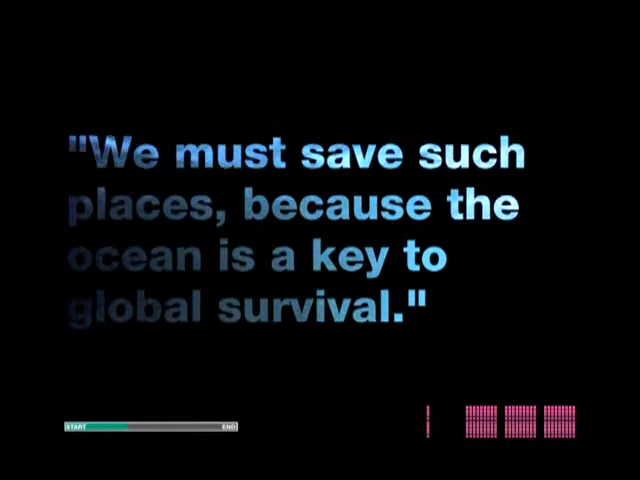 "We must save such
places, because the
ocean is a key to
global survival."
START END